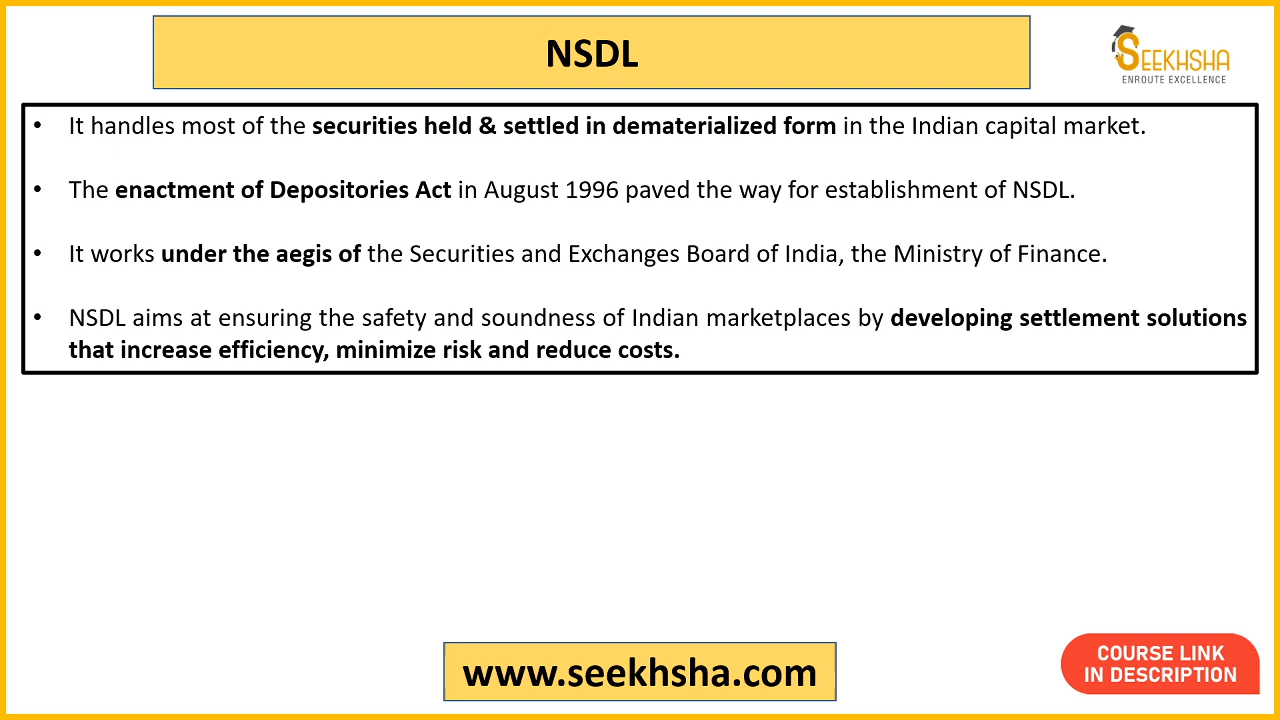 NSDL
SEEKHSHA
ENROUTE EXCELLENCE
• It handles most of the securities held & settled in dematerialized form in the Indian capital market.
• The enactment of Depositories Act in August 1996 paved the way for establishment of NSDL.
• It works under the aegis of the Securities and Exchanges Board of India, the Ministry of Finance.
• NSDL aims at ensuring the safety and soundness of Indian marketplaces by developing settlement solutions
that increase efficiency, minimize risk and reduce costs.
www.seekhsha.com
COURSE LINK
IN DESCRIPTION